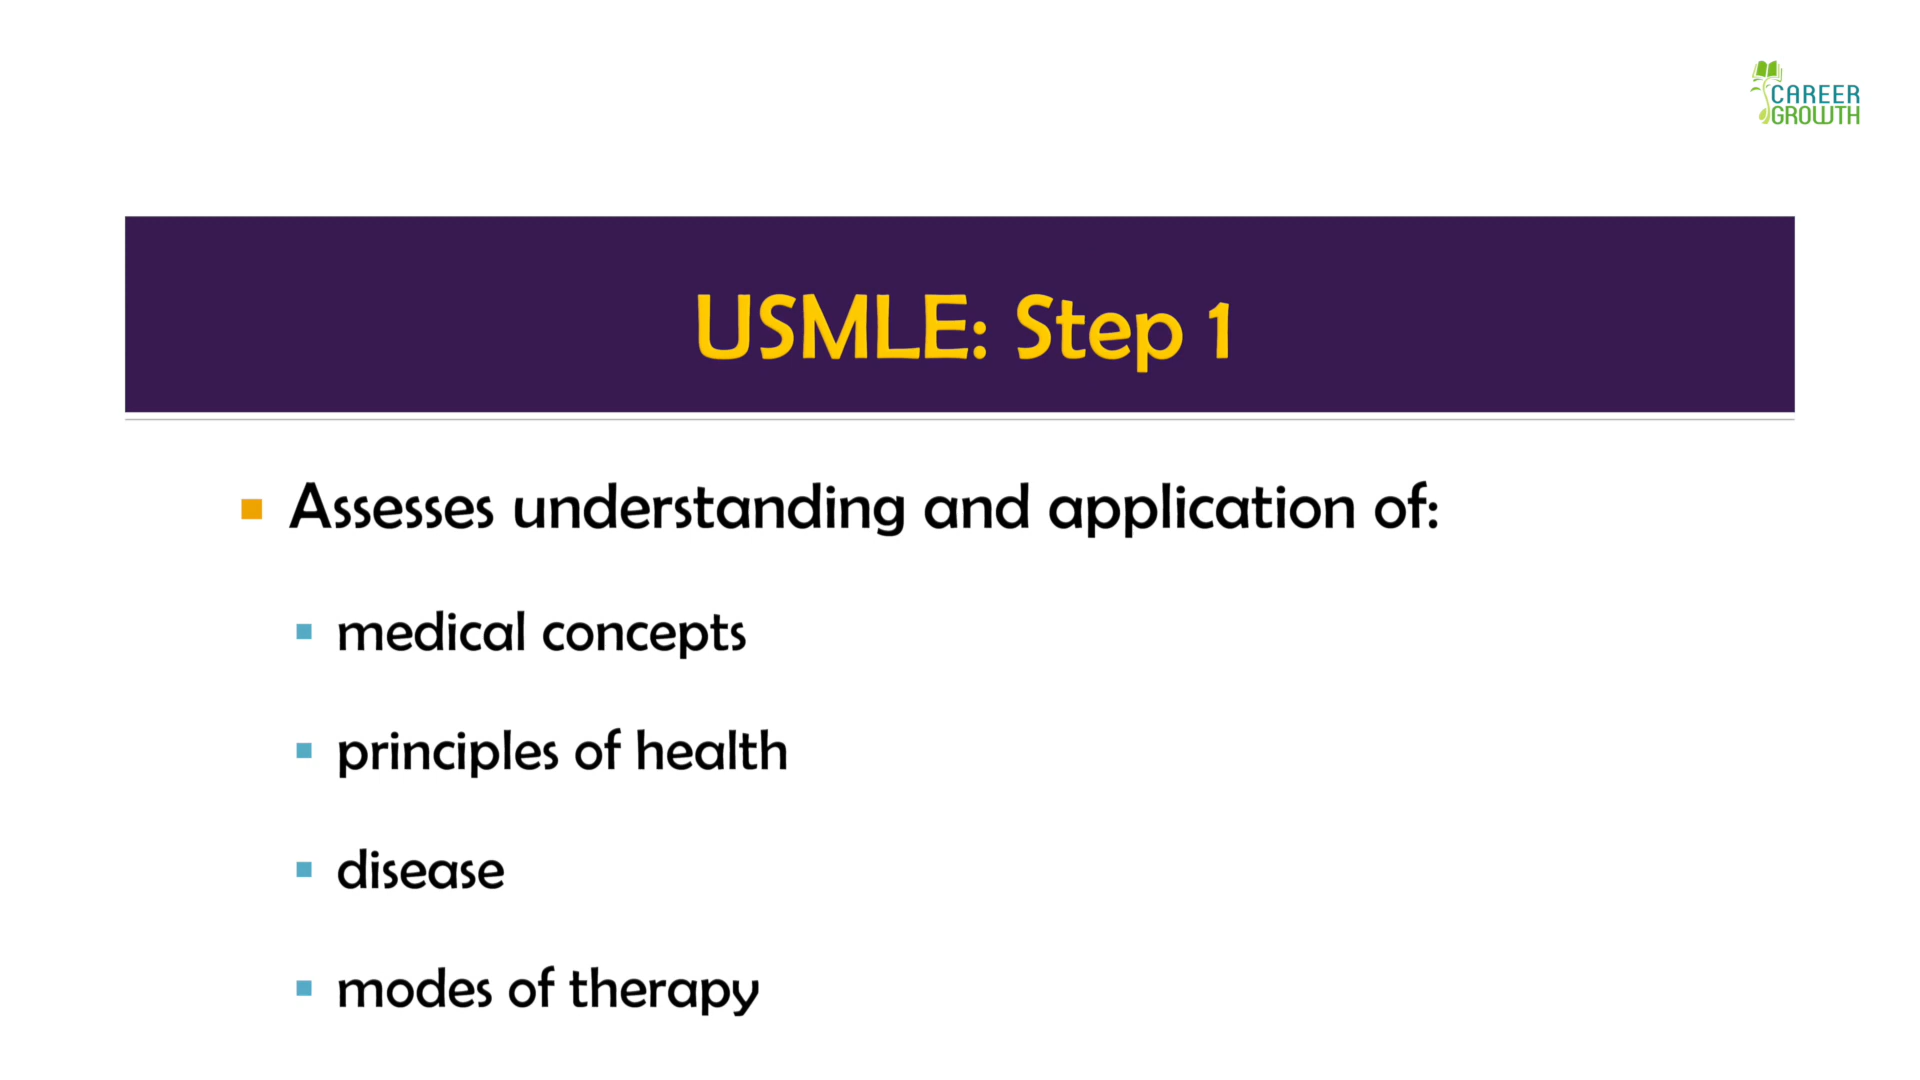 CAREER
GROWTH
USMLE: Step 1
Assesses understanding and application of:
medical concepts
principles of health
disease
modes of therapy